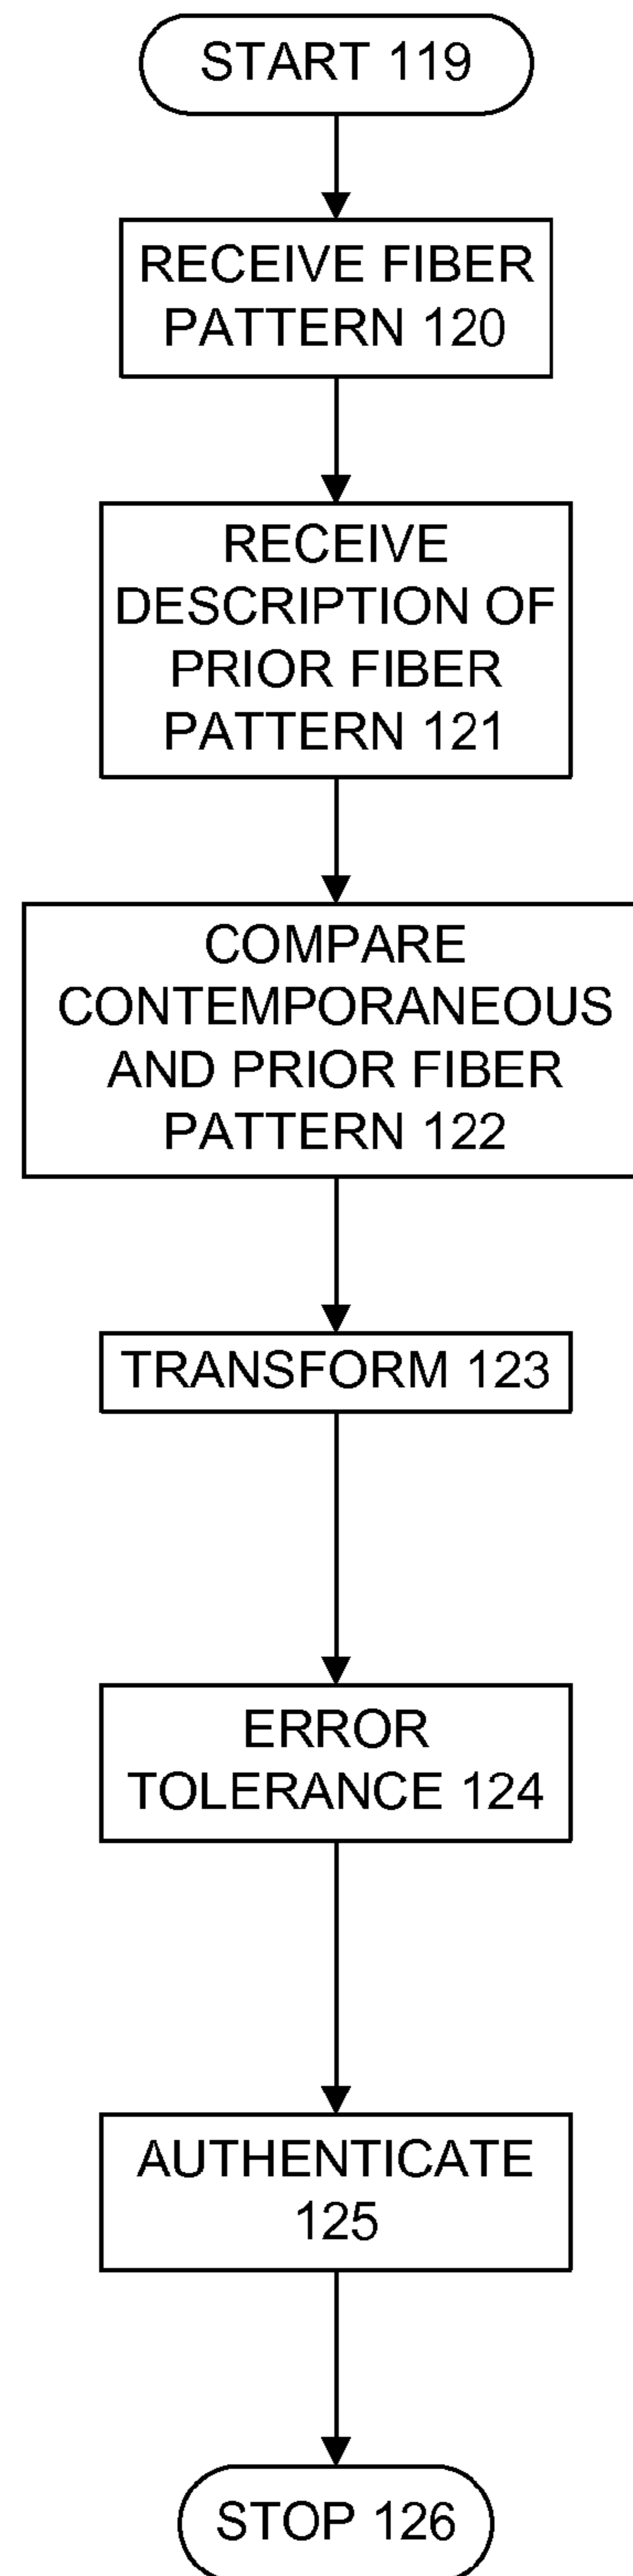 START 119
RECEIVE FIBER
PATTERN 120
RECEIVE
DESCRIPTION OF
PRIOR FIBER
PATTERN 121
COMPARE
CONTEMPORANEOUS
AND PRIOR FIBER
PATTERN 122
TRANSFORM 123
ERROR
TOLERANCE 124
AUTHENTICATE
125
STOP 126